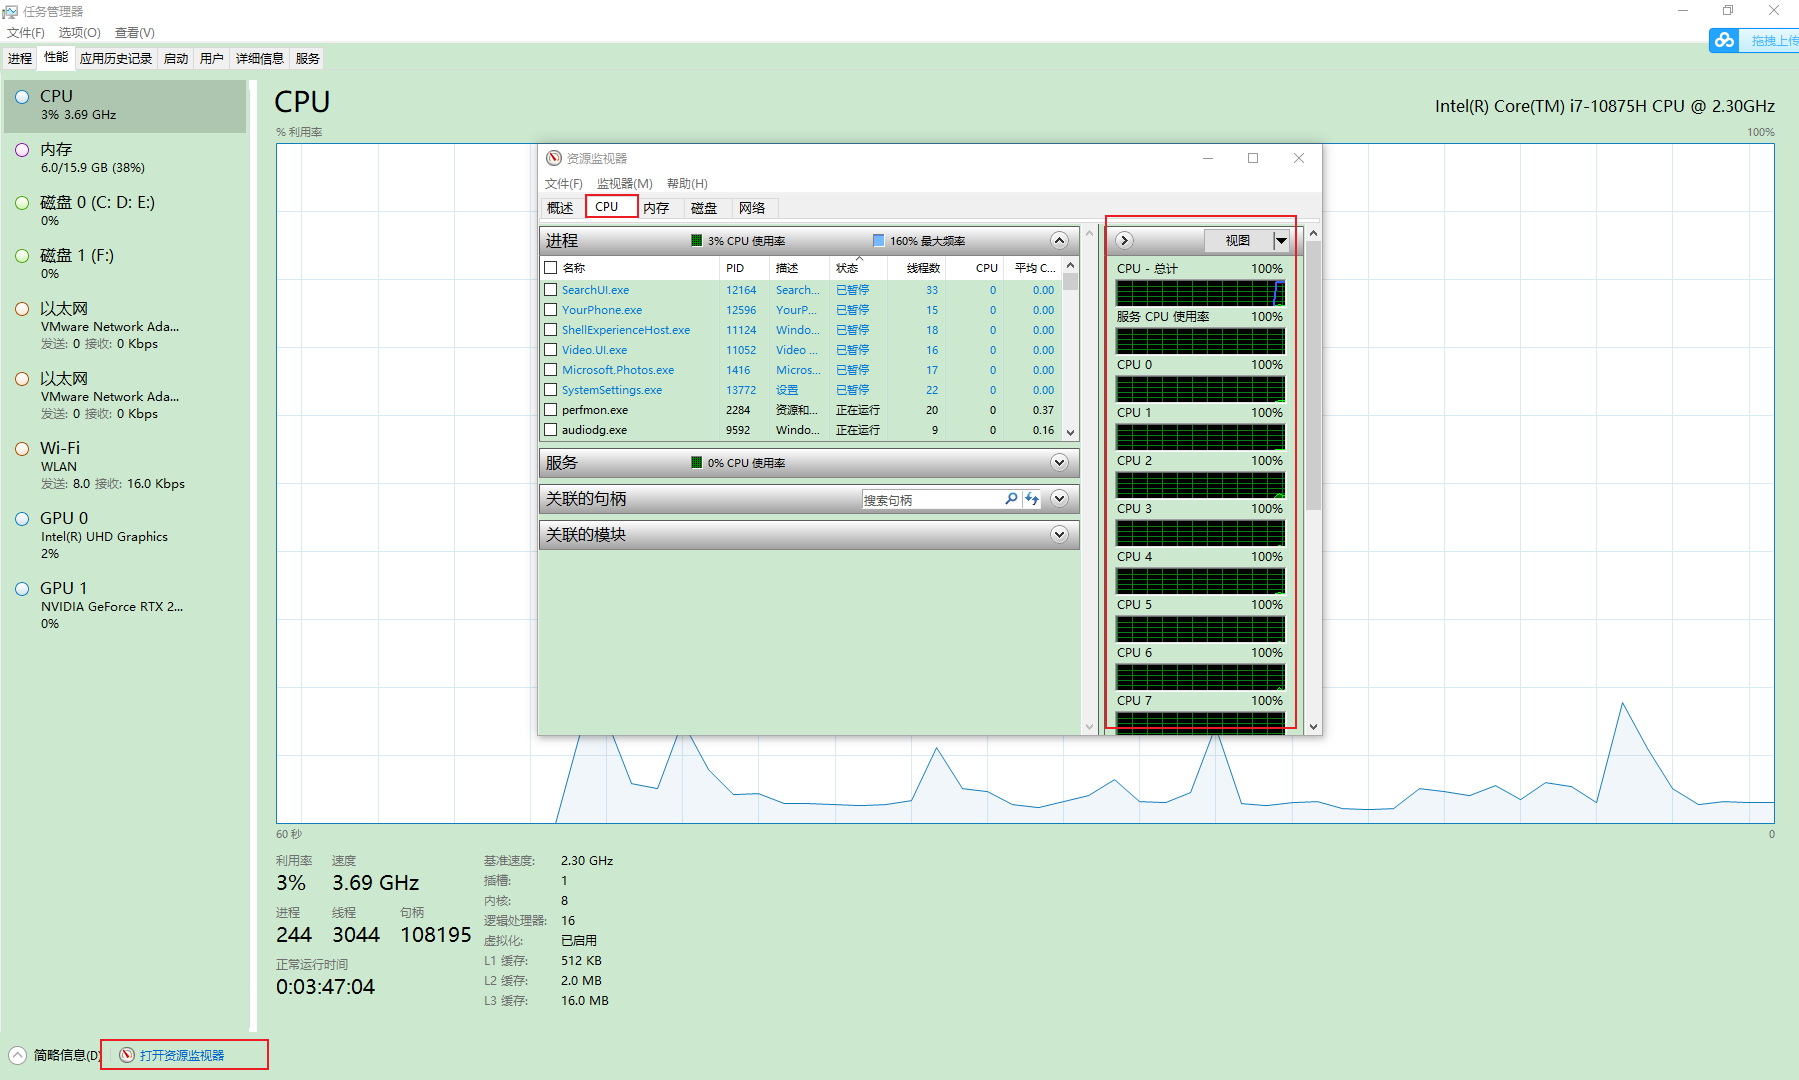 任务管理器
文件(F) 选项(O) 查看(V)
拖拽上传
进程 性能 应用历史记录 启动 用户 详细信息 服务
CPU
3% 3.69 GHz
内存
6.0/15.9 GB (38%)
磁盘 0 (C: D: E:)
0%
磁盘 1 (F:)
0%
以太网
VMware Network Ada...
发送: 0 接收: 0 Kbps
以太网
VMware Network Ada...
发送: 0 接收: 0 Kbps
Wi-Fi
WLAN
发送: 8.0 接收: 16.0 Kbps
GPU 0
Intel(R) UHD Graphics
2%
GPU 1
NVIDIA GeForce RTX 2...
0%
CPU
Intel(R) Core(TM) i7-10875H CPU @ 2.30GHz
% 利用率 100%
资源监视器
文件(F) 监视器(M) 帮助(H)
概述 CPU 内存 磁盘 网络
进程 3% CPU 使用率 160% 最大频率
名称 PID 描述 状态 线程数 CPU 平均 C...
SearchUI.exe 12164 Search... 已暂停 33 0 0.00
YourPhone.exe 12596 YourP... 已暂停 15 0 0.00
ShellExperienceHost.exe 11124 Windo... 已暂停 18 0 0.00
Video.UI.exe 11052 Video ... 已暂停 16 0 0.00
Microsoft.Photos.exe 1416 Micros... 已暂停 17 0 0.00
SystemSettings.exe 13772 设置 已暂停 22 0 0.00
perfmon.exe 2284 资源和... 正在运行 20 0 0.37
audiodg.exe 9592 Windo... 正在运行 9 0 0.16
服务 0% CPU 使用率
关联的句柄 搜索句柄
关联的模块
视图
CPU - 总计 100%
服务 CPU 使用率 100%
CPU 0 100%
CPU 1 100%
CPU 2 100%
CPU 3 100%
CPU 4 100%
CPU 5 100%
CPU 6 100%
CPU 7 100%
60 秒 0
利用率 速度
3% 3.69 GHz
进程 线程 句柄
244 3044 108195
正常运行时间
0:03:47:04
基准速度: 2.30 GHz
插槽: 1
内核: 8
逻辑处理器: 16
虚拟化: 已启用
L1 缓存: 512 KB
L2 缓存: 2.0 MB
L3 缓存: 16.0 MB
简略信息(D) 打开资源监视器